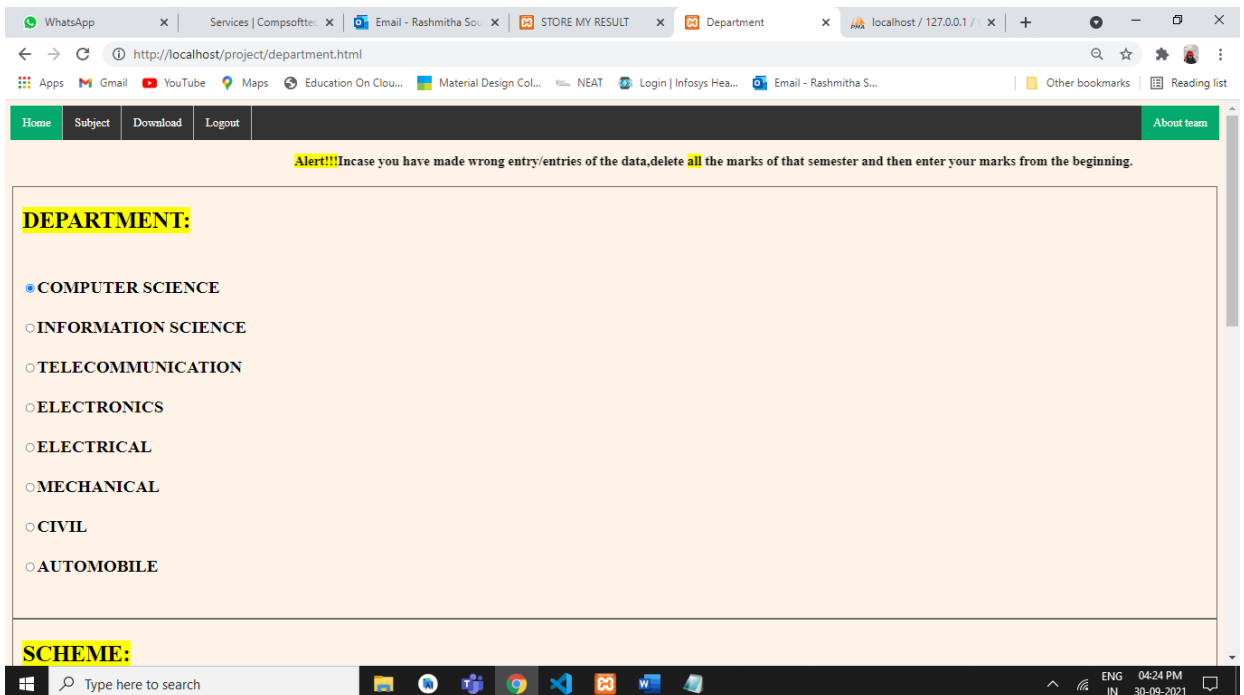 WhatsApp
Services | Compsofttec
Email - Rashmitha Sou
STORE MY RESULT
Department
localhost / 127.0.0.1 /
http://localhost/project/department.html
Apps
Gmail
YouTube
Maps
Education On Clou...
Material Design Col...
NEAT
Login | Infosys Hea...
Email - Rashmitha S...
Other bookmarks
Reading list
Home
Subject
Download
Logout
About team
Alert!!!Incase you have made wrong entry/entries of the data,delete all the marks of that semester and then enter your marks from the beginning.
DEPARTMENT:
COMPUTER SCIENCE
INFORMATION SCIENCE
TELECOMMUNICATION
ELECTRONICS
ELECTRICAL
MECHANICAL
CIVIL
AUTOMOBILE
SCHEME:
Type here to search
ENG
IN
04:24 PM
30-09-2021